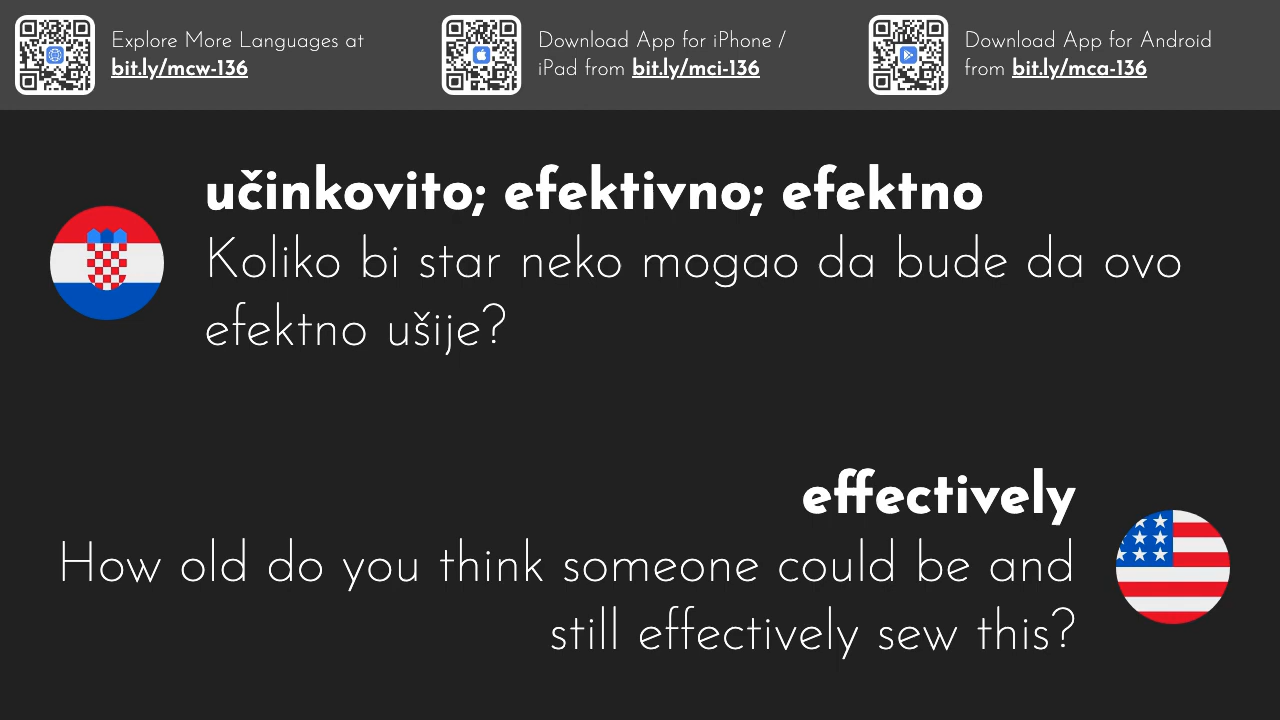 Explore More Languages at
bit.ly/mcw-136
Download App for iPhone /
iPad from bit.ly/mci-136
Download App for Android
from bit.ly/mca-136
učinkovito; efektivno; efektno
Koliko bi star neko mogao da bude da ovo
efektno ušije?
effectively
How old do you think someone could be and
still effectively sew this?